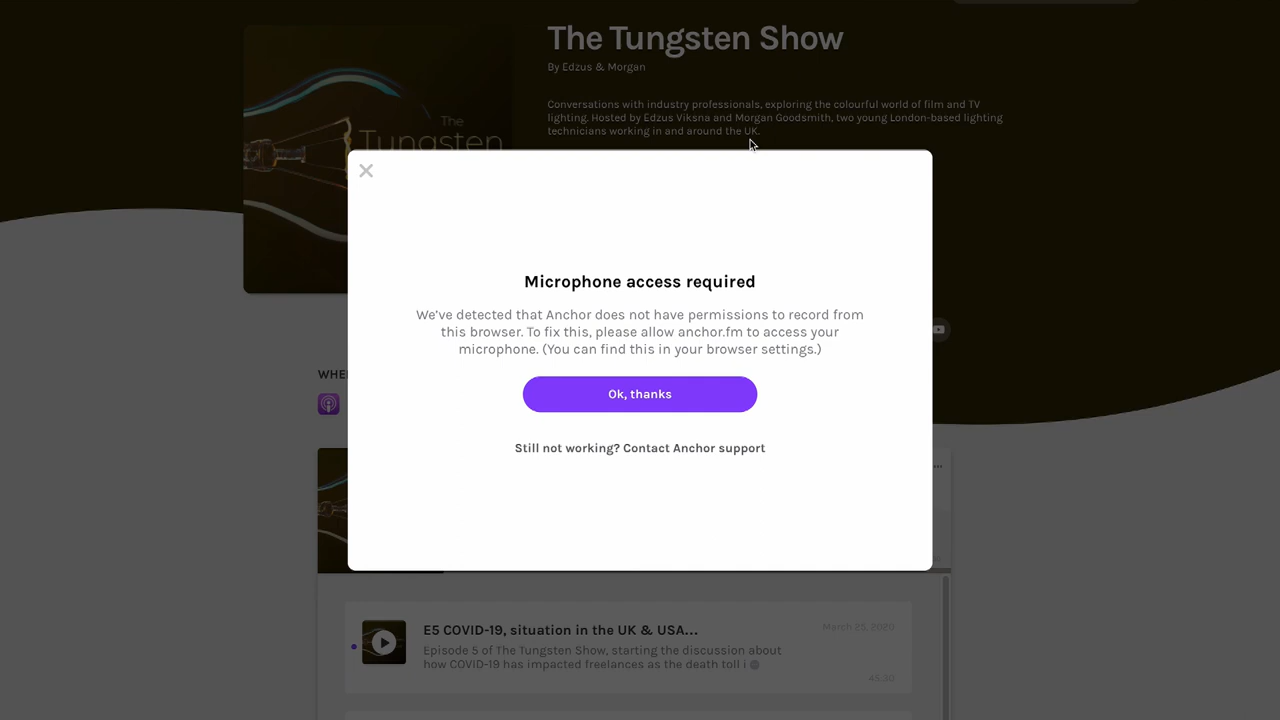 The Tungsten Show
By Edzus & Morgan
Conversations with industry professionals, exploring the colourful world of film and TV
lighting. Hosted by Edzus Viksna and Morgan Goodsmith, two young London-based lighting
technicians working in and around the UK.
The
Tungsten
Microphone access required
We've detected that Anchor does not have permissions to record from
this browser. To fix this, please allow anchor.fm to access your
microphone. (You can find this in your browser settings.)
Ok, thanks
Still not working? Contact Anchor support
E5 COVID-19, situation in the UK & USA...
March 25, 2020
Episode 5 of The Tungsten Show, starting the discussion about
how COVID-19 has impacted freelances as the death toll i
45:30